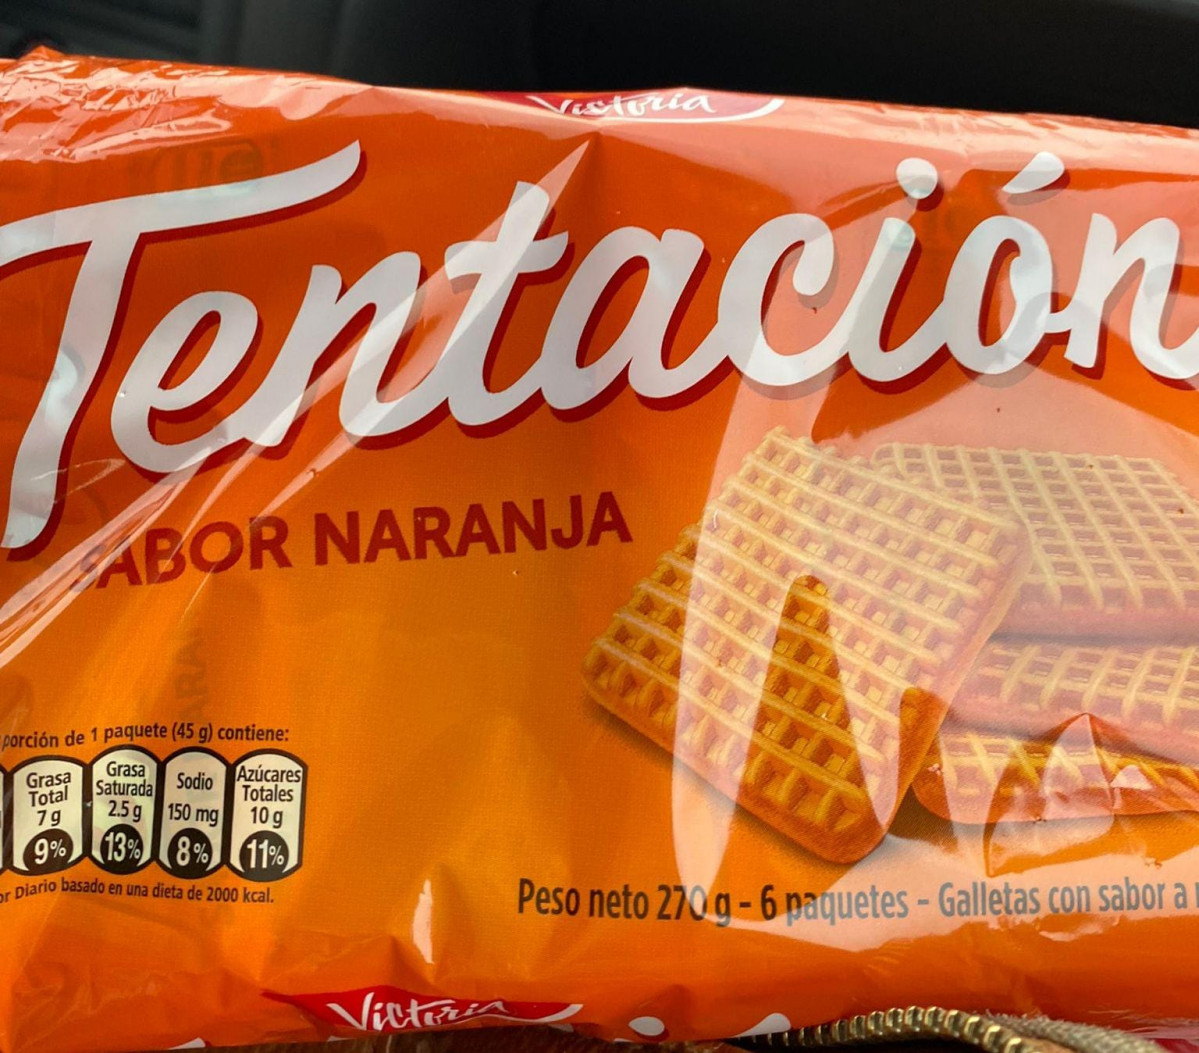 Victoria
Tentación
SABOR NARANJA
porción de 1 paquete (45 g) contiene:
Grasa Total 7 g 9%
Grasa Saturada 2.5 g 13%
Sodio 150 mg 8%
Azúcares Totales 10 g 11%
Diario basado en una dieta de 2000 kcal.
Peso neto 270 g - 6 paquetes - Galletas con sabor a
Victoria